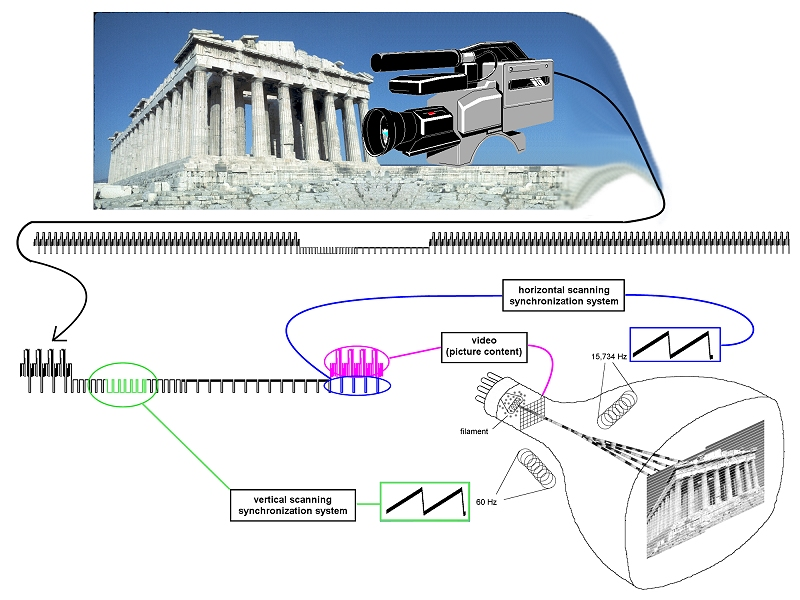 horizontal scanning
synchronization system
video
(picture content)
15,734 Hz
filament
60 Hz
vertical scanning
synchronization system